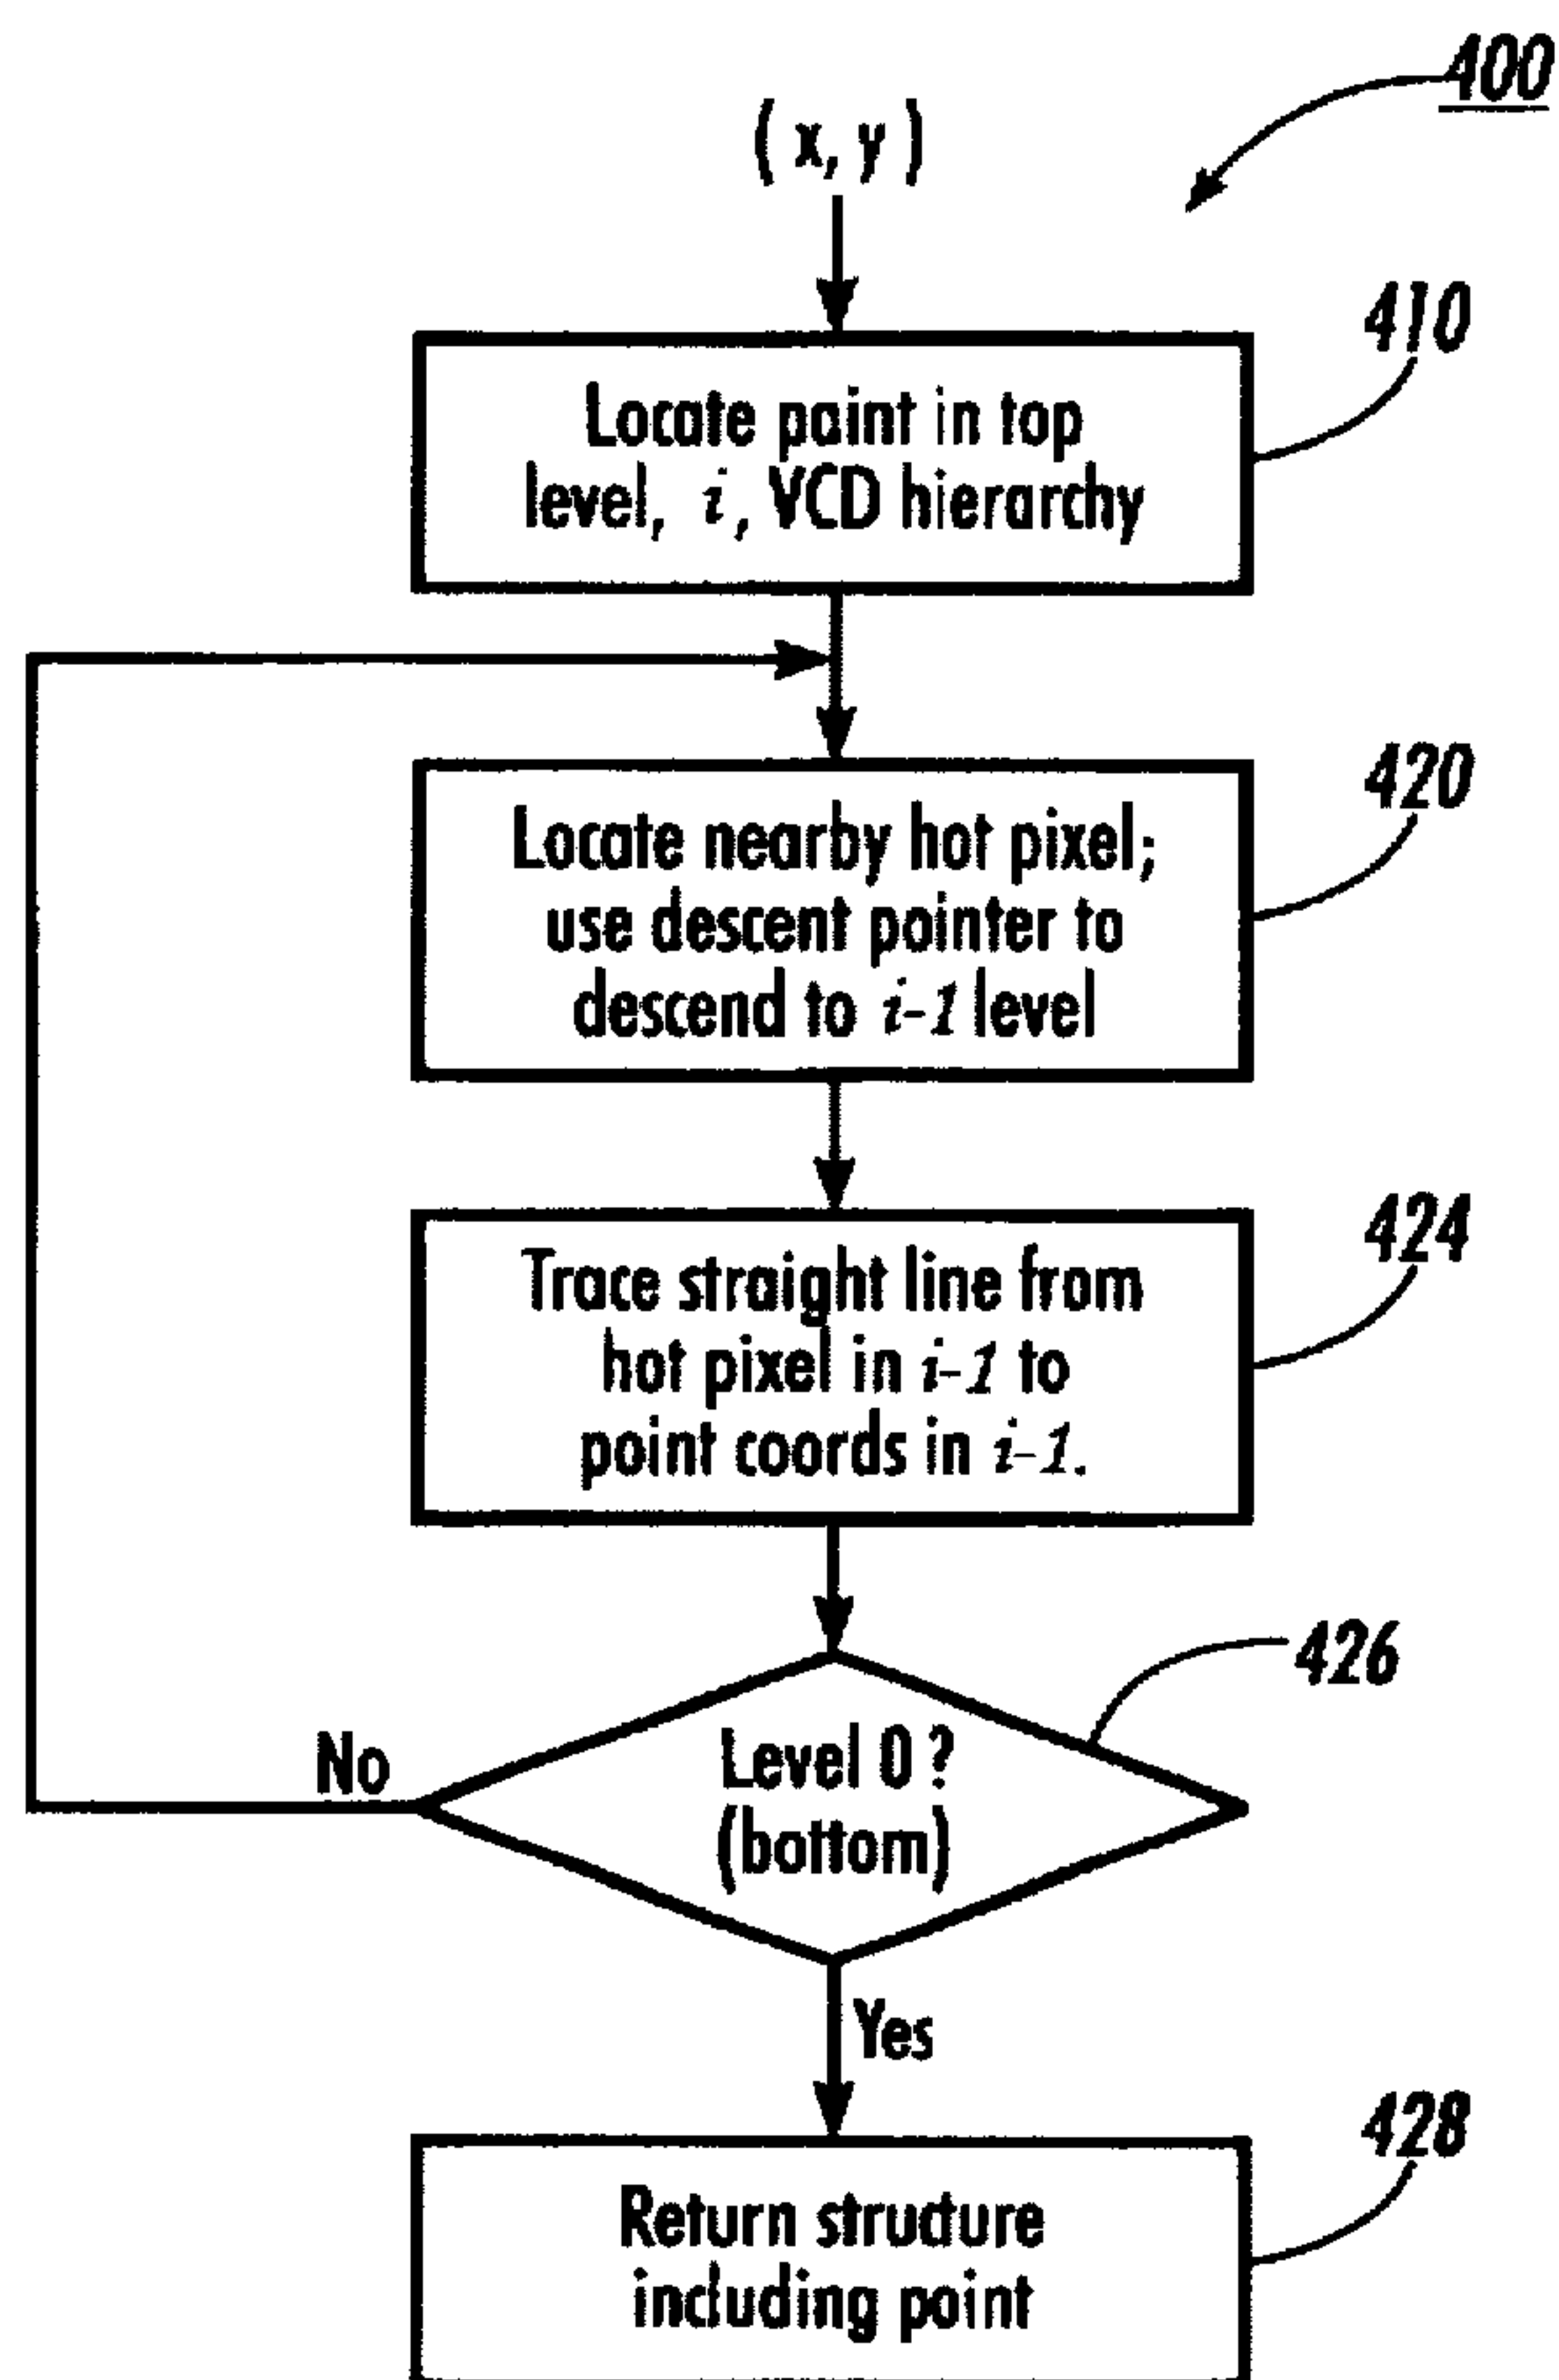 400
( x, y )
410
Locate point in top
level, i, VCD hierarchy
420
Locate nearby hot pixel;
use descent pointer to
descend to i-1 level
424
Trace straight line from
hot pixel in i-1 to
point coords in i-1.
426
No
Level 0 ?
(bottom)
Yes
428
Return structure
including point